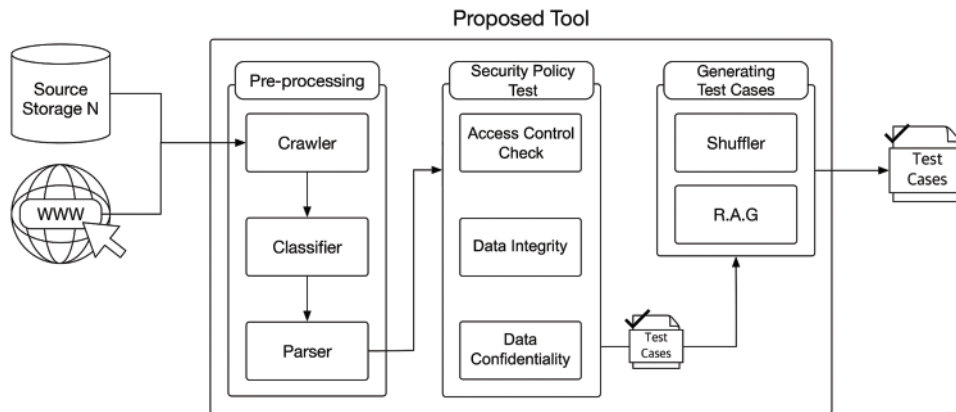 Proposed Tool
Source
Storage N
WWW
Pre-processing
Crawler
Classifier
Parser
Security Policy
Test
Access Control
Check
Data Integrity
Data
Confidentiality
Test
Cases
Generating
Test Cases
Shuffler
R.A.G
Test
Cases